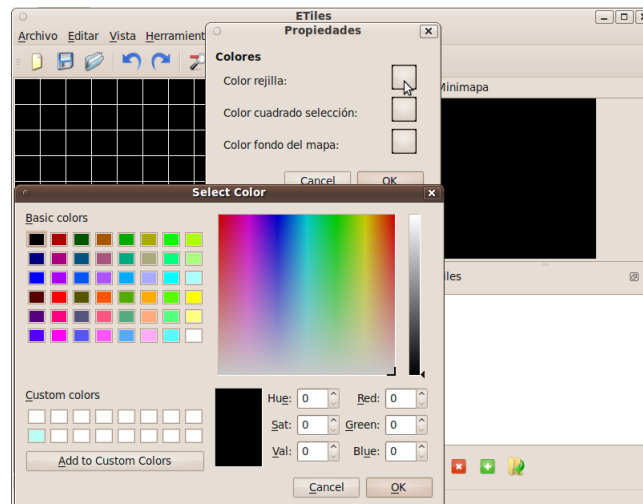 ETiles
Archivo Editar Vista Herramient
Propiedades
Colores
Color rejilla:
Color cuadrado selección:
Color fondo del mapa:
Cancel OK
Minimapa
iles
Select Color
Basic colors
Custom colors
Add to Custom Colors
Hue: 0 Red: 0
Sat: 0 Green: 0
Val: 0 Blue: 0
Cancel OK